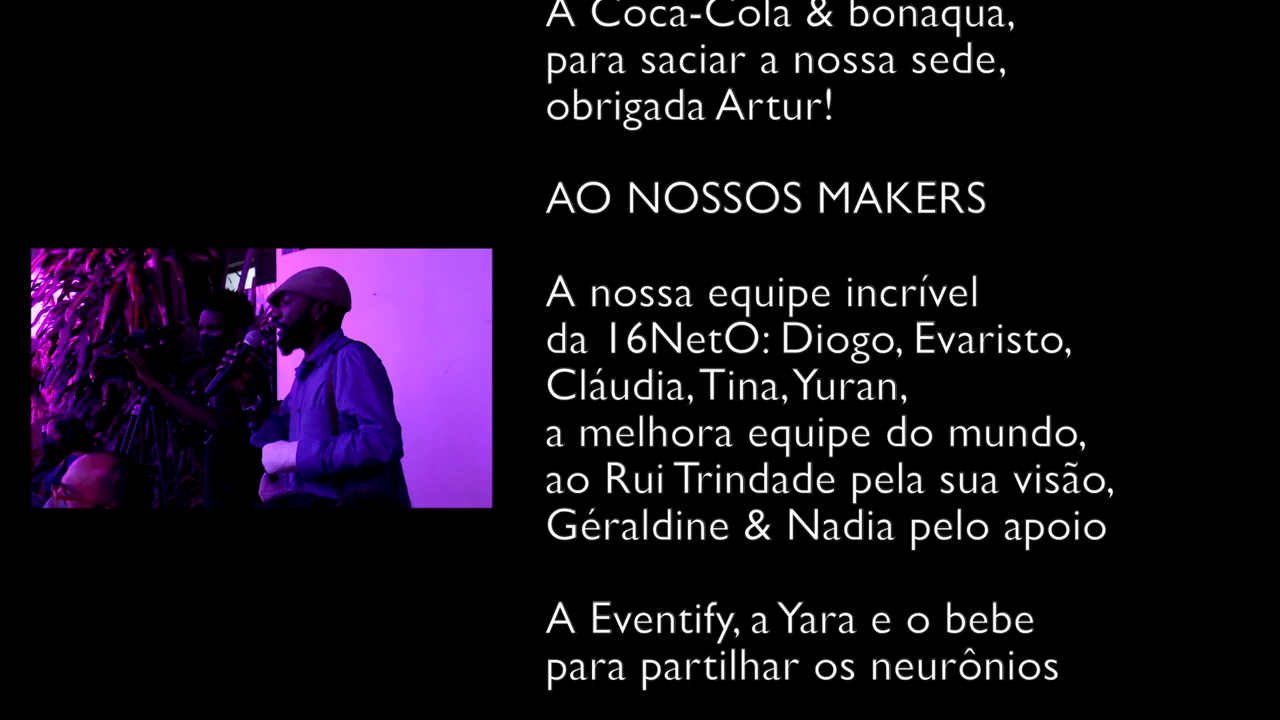 A Coca-Cola & bonaqua,
para saciar a nossa sede,
obrigada Artur!
AO NOSSOS MAKERS
A nossa equipe incrível
da 16NetO: Diogo, Evaristo,
Cláudia, Tina, Yuran,
a melhora equipe do mundo,
ao Rui Trindade pela sua visão,
Géraldine & Nadia pelo apoio
A Eventify, a Yara e o bebe
para partilhar os neurônios